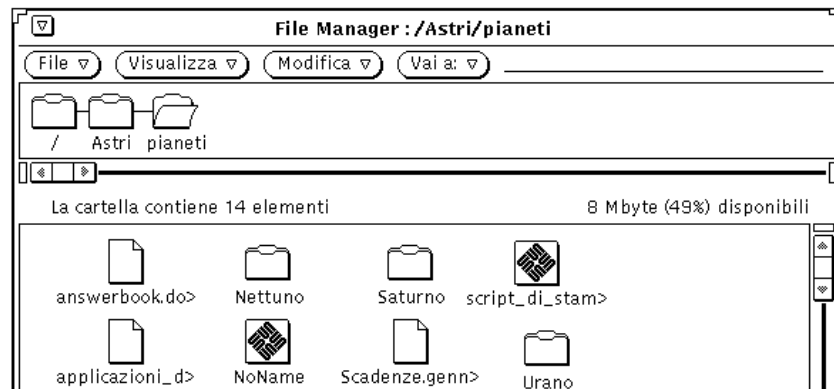 File Manager : /Astri/pianeti
File Visualizza Modifica Vai a:
/ Astri pianeti
La cartella contiene 14 elementi 8 Mbyte (49%) disponibili
answerbook.do> Nettuno Saturno script_di_stam>
applicazioni_d> NoName Scadenze.genn> Urano